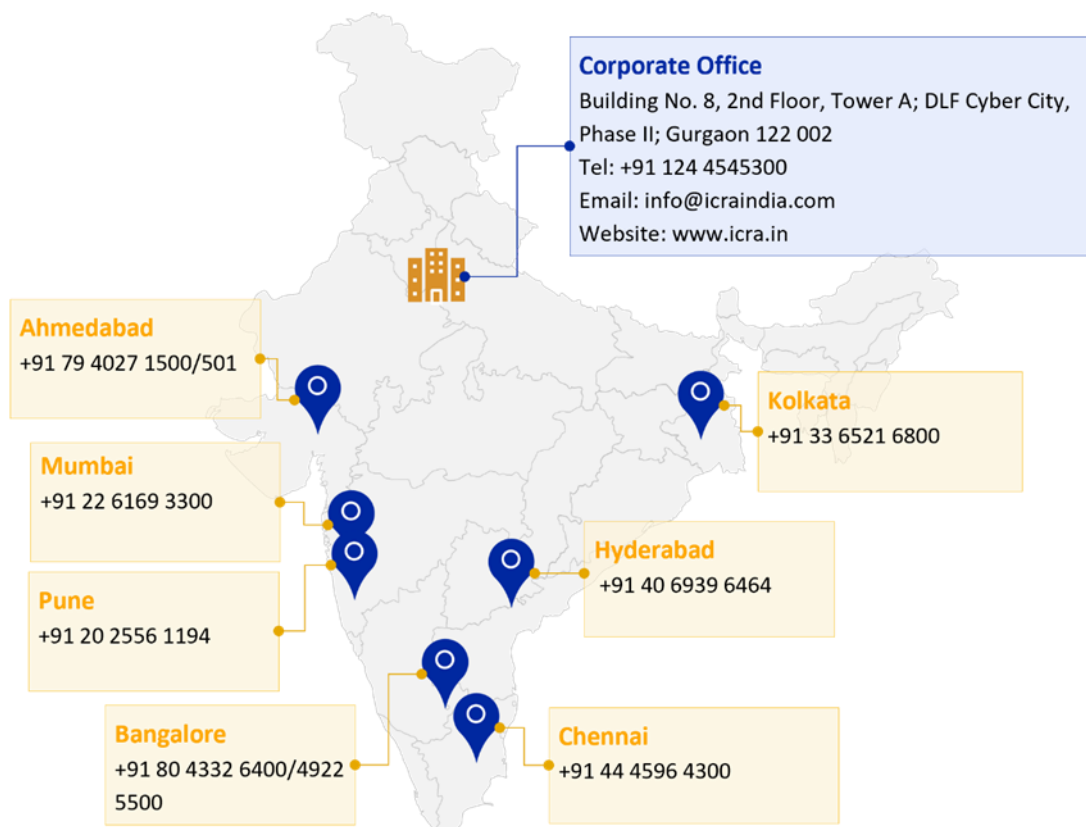 Corporate Office
Building No. 8, 2nd Floor, Tower A; DLF Cyber City,
Phase II; Gurgaon 122 002
Tel: +91 124 4545300
Email: info@icraindia.com
Website: www.icra.in
Ahmedabad
+91 79 4027 1500/501
Kolkata
+91 33 6521 6800
Mumbai
+91 22 6169 3300
Hyderabad
+91 40 6939 6464
Pune
+91 20 2556 1194
Bangalore
+91 80 4332 6400/4922
5500
Chennai
+91 44 4596 4300